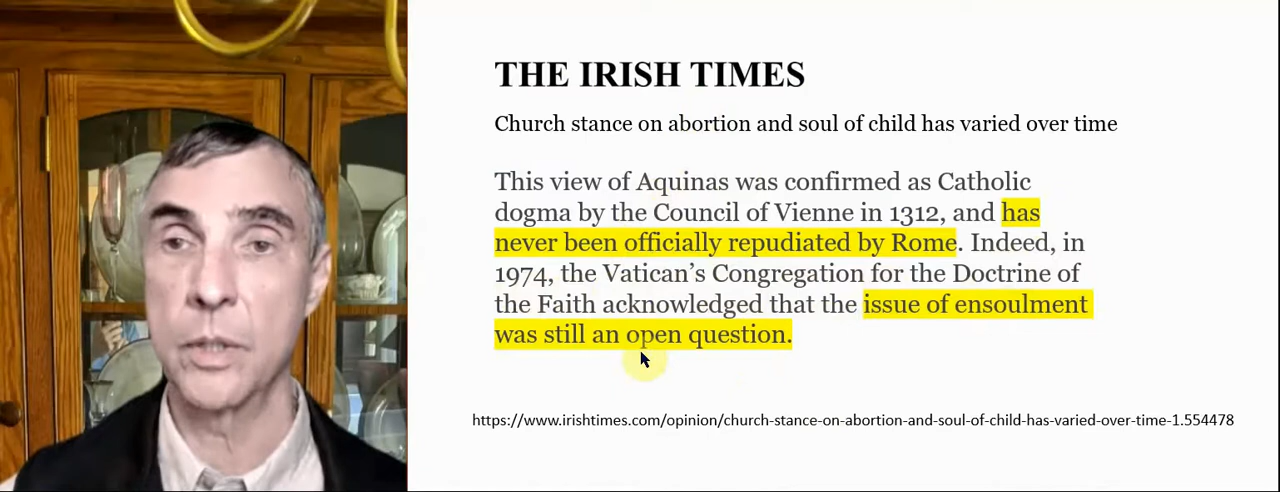 THE IRISH TIMES
Church stance on abortion and soul of child has varied over time
This view of Aquinas was confirmed as Catholic
dogma by the Council of Vienne in 1312, and has
never been officially repudiated by Rome. Indeed, in
1974, the Vatican’s Congregation for the Doctrine of
the Faith acknowledged that the issue of ensoulment
was still an open question.
https://www.irishtimes.com/opinion/church-stance-on-abortion-and-soul-of-child-has-varied-over-time-1.554478